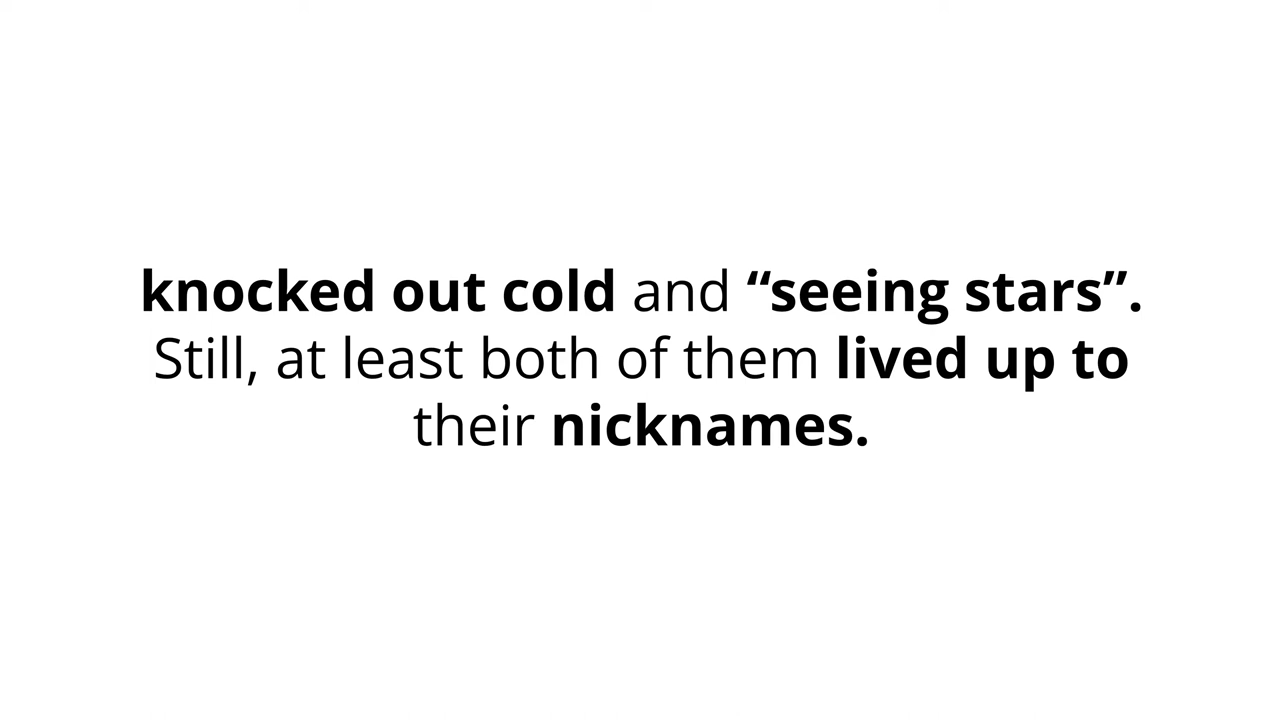 knocked out cold and “seeing stars”.
Still, at least both of them lived up to
their nicknames.